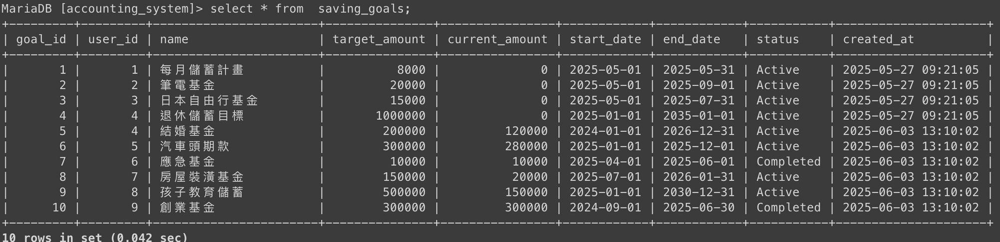 MariaDB [accounting_system]> select * from  saving_goals;
+---------+---------+-----------------------+---------------+----------------+------------+------------+-----------+---------------------+
| goal_id | user_id | name                  | target_amount | current_amount | start_date | end_date   | status    | created_at          |
+---------+---------+-----------------------+---------------+----------------+------------+------------+-----------+---------------------+
|       1 |       1 | 每月儲蓄計畫          |          8000 |              0 | 2025-05-01 | 2025-05-31 | Active    | 2025-05-27 09:21:05 |
|       2 |       2 | 筆電基金              |         20000 |              0 | 2025-05-01 | 2025-09-01 | Active    | 2025-05-27 09:21:05 |
|       3 |       3 | 日本自由行基金        |         15000 |              0 | 2025-05-01 | 2025-07-31 | Active    | 2025-05-27 09:21:05 |
|       4 |       4 | 退休儲蓄目標          |       1000000 |              0 | 2025-01-01 | 2035-01-01 | Active    | 2025-05-27 09:21:05 |
|       5 |       4 | 結婚基金              |        200000 |         120000 | 2024-01-01 | 2026-12-31 | Active    | 2025-06-03 13:10:02 |
|       6 |       5 | 汽車頭期款            |        300000 |         280000 | 2025-01-01 | 2025-12-01 | Active    | 2025-06-03 13:10:02 |
|       7 |       6 | 應急基金              |         10000 |          10000 | 2025-04-01 | 2025-06-01 | Completed | 2025-06-03 13:10:02 |
|       8 |       7 | 房屋裝潢基金          |        150000 |          20000 | 2025-07-01 | 2026-01-31 | Active    | 2025-06-03 13:10:02 |
|       9 |       8 | 孩子教育儲蓄          |        500000 |         150000 | 2025-01-01 | 2030-12-31 | Active    | 2025-06-03 13:10:02 |
|      10 |       9 | 創業基金              |        300000 |         300000 | 2024-09-01 | 2025-06-30 | Completed | 2025-06-03 13:10:02 |
+---------+---------+-----------------------+---------------+----------------+------------+------------+-----------+---------------------+
10 rows in set (0.042 sec)